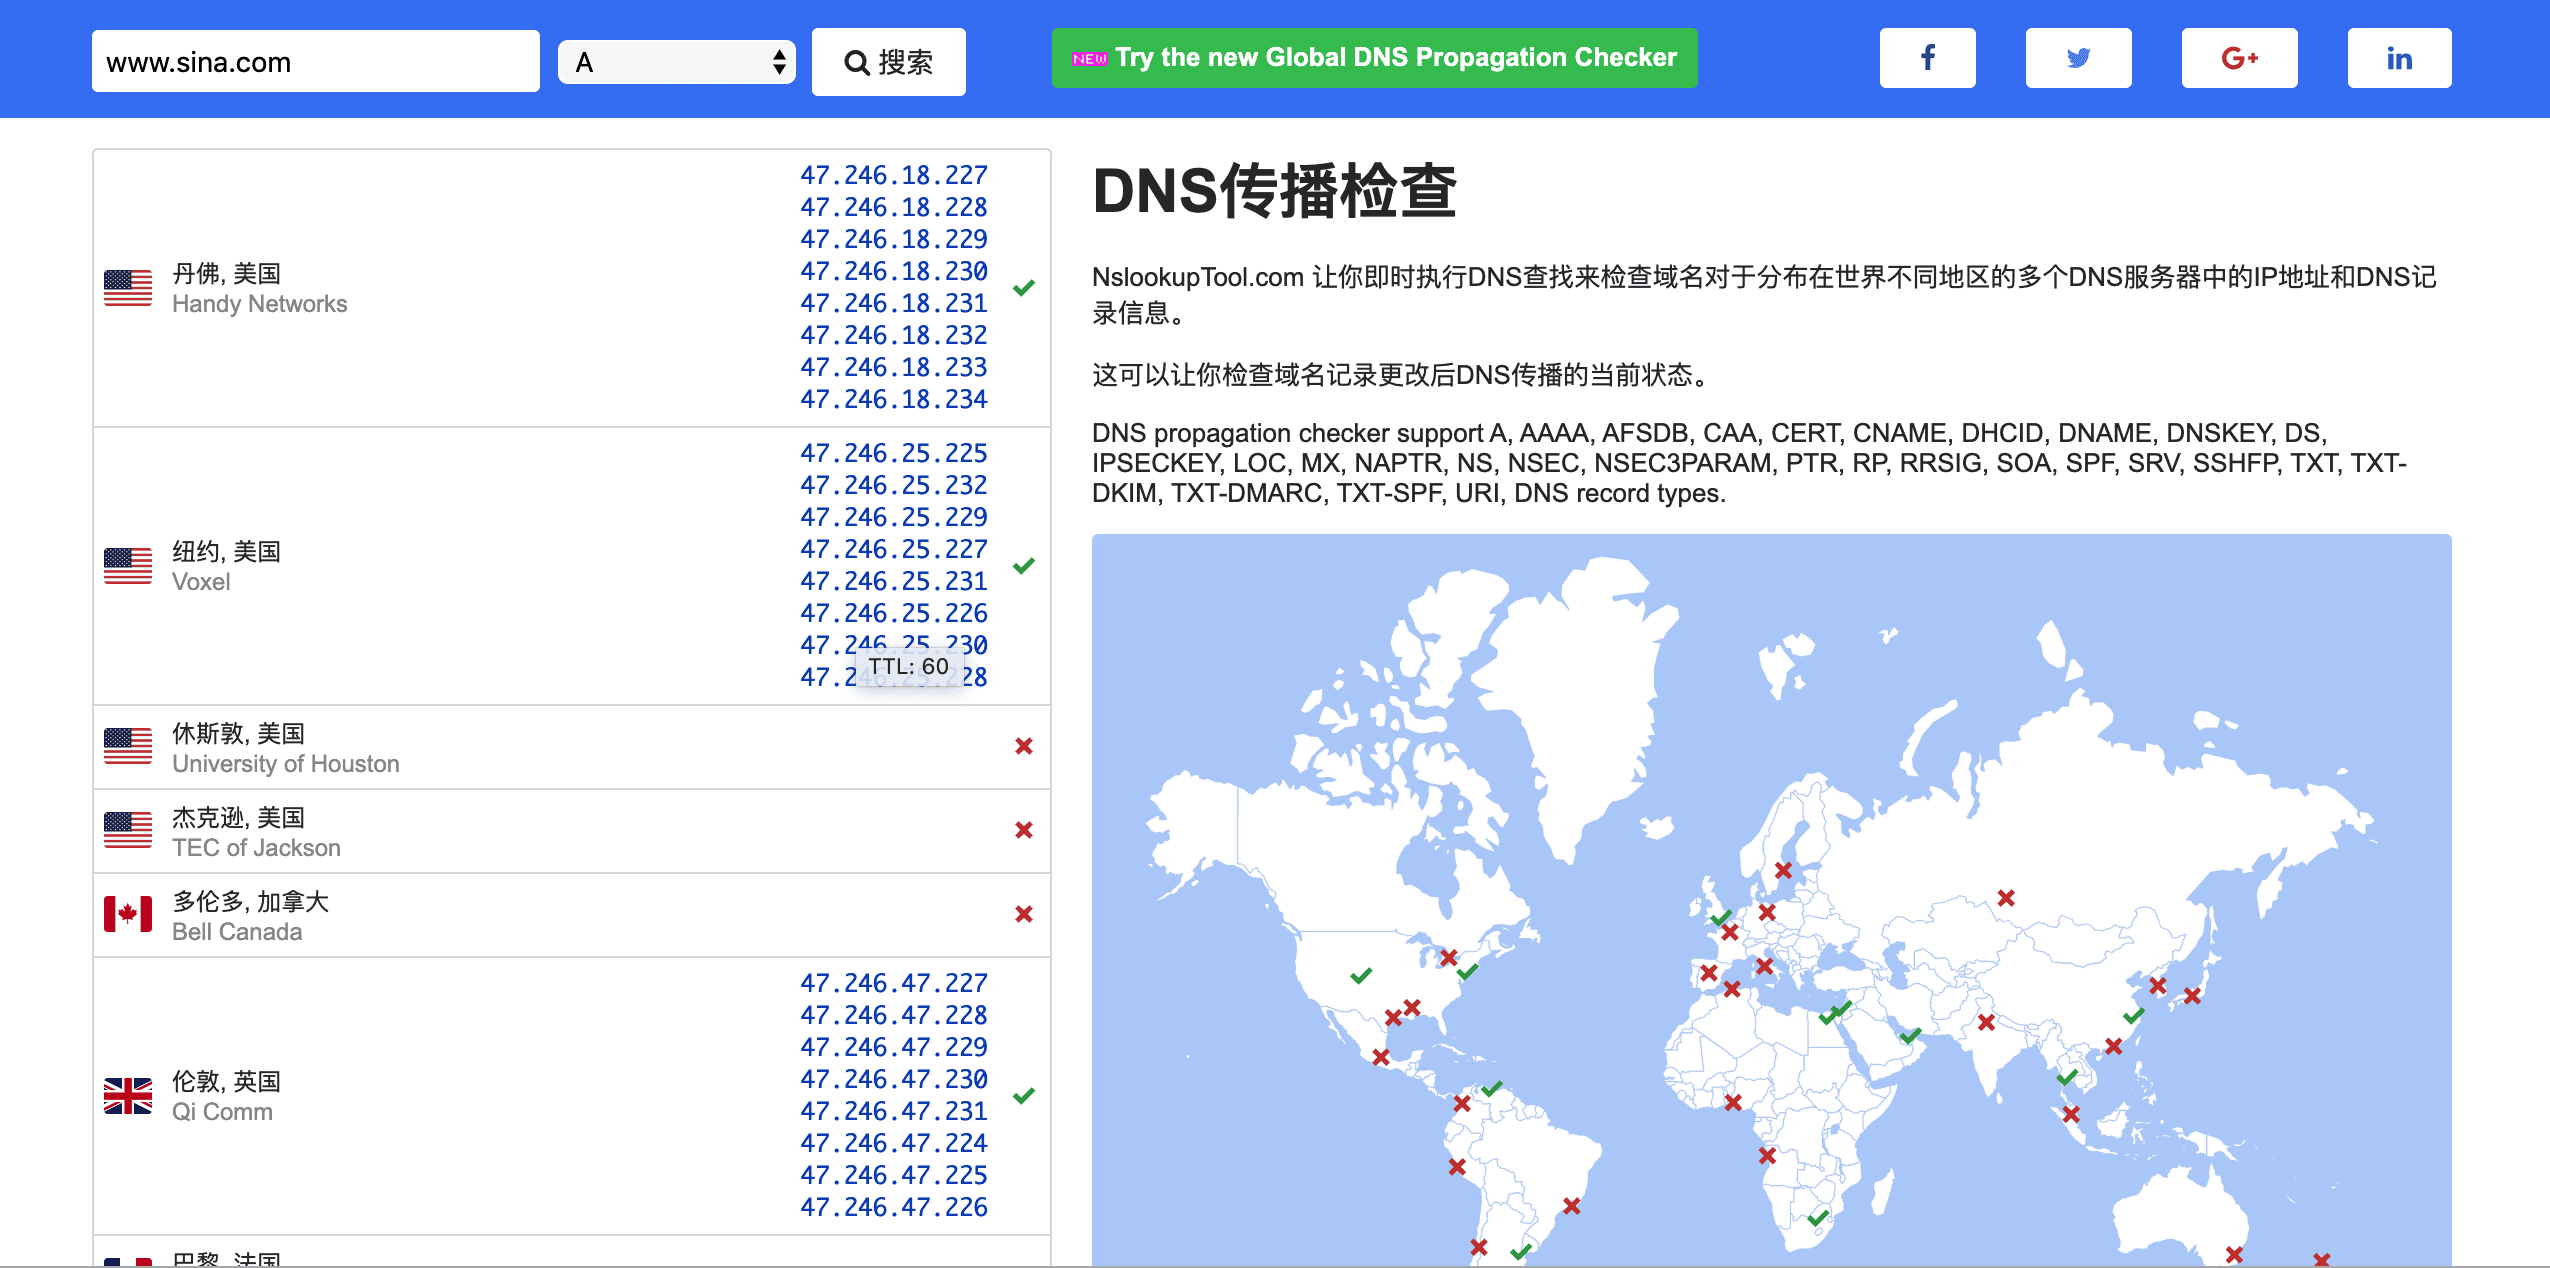 www.sina.com
A
搜索
NEW Try the new Global DNS Propagation Checker
f
G+
in
丹佛, 美国
Handy Networks
47.246.18.227
47.246.18.228
47.246.18.229
47.246.18.230
47.246.18.231
47.246.18.232
47.246.18.233
47.246.18.234
纽约, 美国
Voxel
47.246.25.225
47.246.25.232
47.246.25.229
47.246.25.227
47.246.25.231
47.246.25.226
47.246.25.230
47.246.25.228
TTL: 60
休斯敦, 美国
University of Houston
杰克逊, 美国
TEC of Jackson
多伦多, 加拿大
Bell Canada
伦敦, 英国
Qi Comm
47.246.47.227
47.246.47.228
47.246.47.229
47.246.47.230
47.246.47.231
47.246.47.224
47.246.47.225
47.246.47.226
巴黎, 法国
DNS传播检查
NslookupTool.com 让你即时执行DNS查找来检查域名对于分布在世界不同地区的多个DNS服务器中的IP地址和DNS记
录信息。
这可以让你检查域名记录更改后DNS传播的当前状态。
DNS propagation checker support A, AAAA, AFSDB, CAA, CERT, CNAME, DHCID, DNAME, DNSKEY, DS,
IPSECKEY, LOC, MX, NAPTR, NS, NSEC, NSEC3PARAM, PTR, RP, RRSIG, SOA, SPF, SRV, SSHFP, TXT, TXT-
DKIM, TXT-DMARC, TXT-SPF, URI, DNS record types.